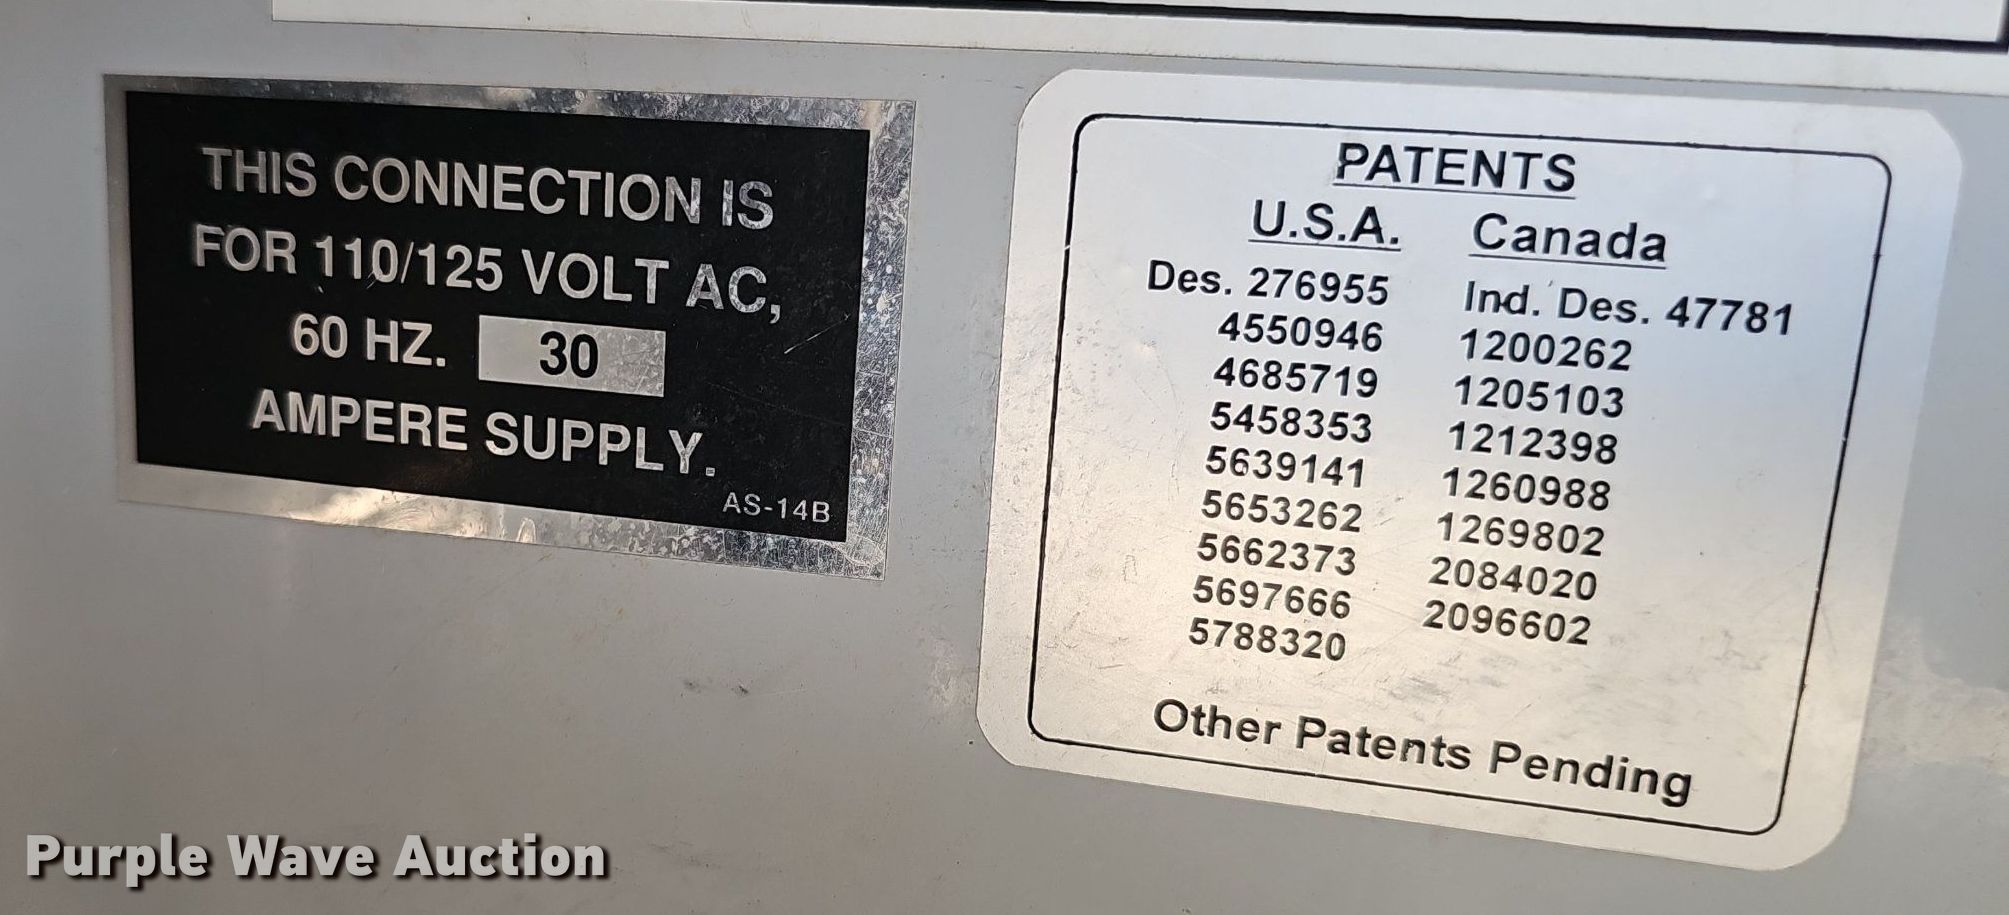 THIS CONNECTION IS
FOR 110/125 VOLT AC,
60 HZ. 30
AMPERE SUPPLY.
AS-14B
PATENTS
U.S.A. Canada
Des. 276955 Ind. Des. 47781
4550946 1200262
4685719 1205103
5458353 1212398
5639141 1260988
5653262 1269802
5662373 2084020
5697666 2096602
5788320
Other Patents Pending
Purple Wave Auction